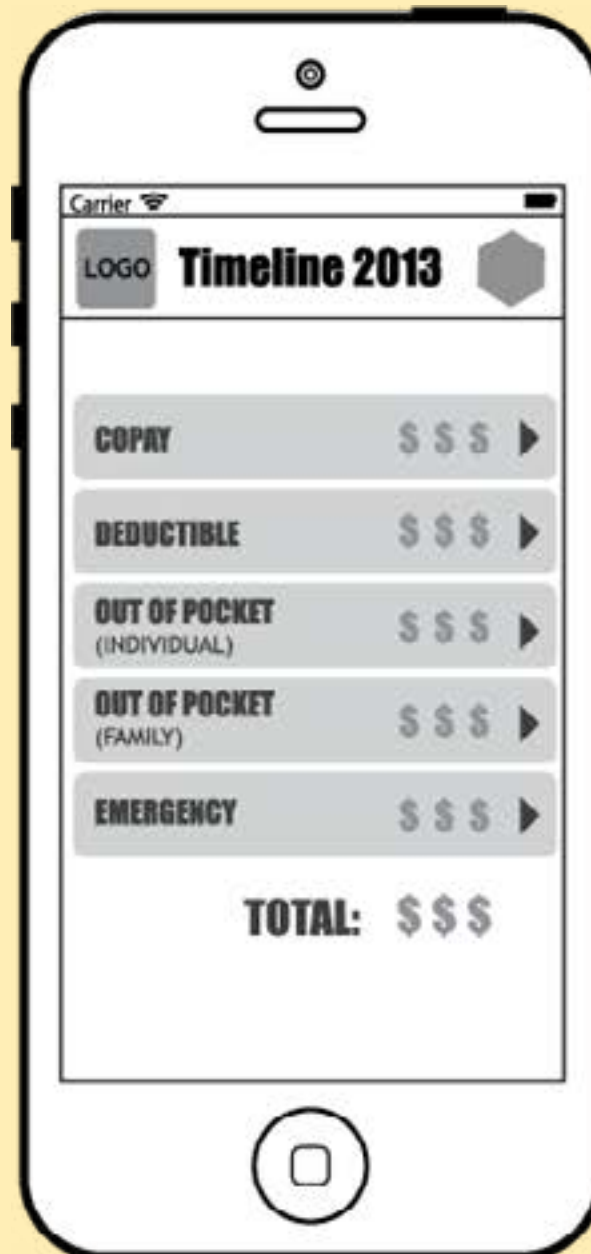 Carrier
LOGO Timeline 2013
COPAY $ $ $
DEDUCTIBLE $ $ $
OUT OF POCKET
(INDIVIDUAL) $ $ $
OUT OF POCKET
(FAMILY) $ $ $
EMERGENCY $ $ $
TOTAL: $ $ $